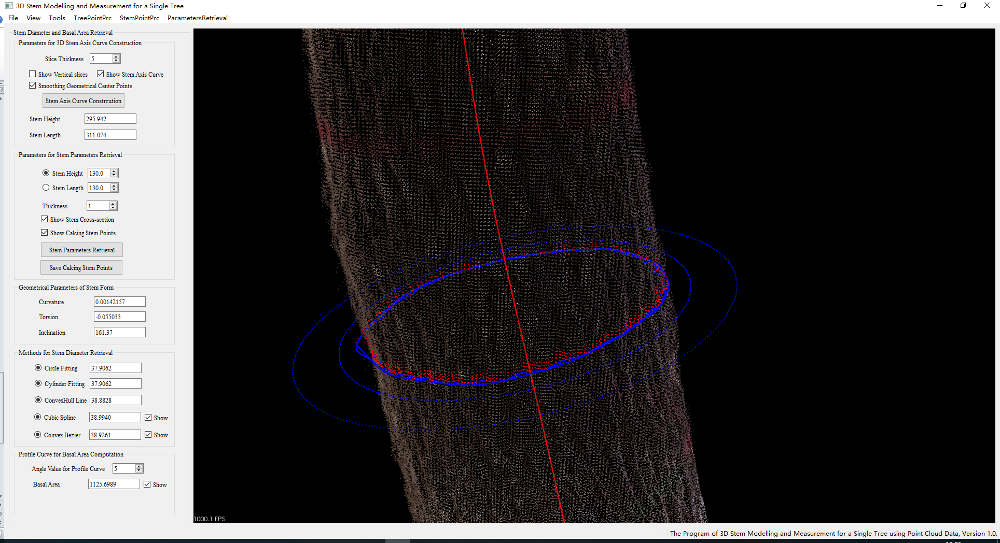 3D Stem Modelling and Measurement for a Single Tree
File View Tools TreePointPrc StemPointPrc ParametersRetrieval
Stem Diameter and Basal Area Retrieval
Parameters for 3D Stem Axis Curve Construction
Slice Thickness 5
Show Vertical slices Show Stem Axis Curve
Smoothing Geometrical Center Points
Stem Axis Curve Constrcution
Stem Height 295.942
Stem Length 311.074
Parameters for Stem Parameters Retrieval
Stem Height 130.0
Stem Length 130.0
Thickness 1
Show Stem Cross-section
Show Calcing Stem Points
Stem Parameters Retrieval
Save Calcing Stem Points
Geometrical Parameters of Stem Form
Curvature 0.00142157
Torsion -0.055033
Inclination 161.37
Methods for Stem Diameter Retrieval
Circle Fitting 37.9062
Cylinder Fitting 37.9062
ConvexHull Line 38.8828
Cubic Spline 38.9940 Show
Convex Bezier 38.9261 Show
Profile Curve for Basal Area Computation
Angle Value for Profile Curve 5
Basal Area 1125.6989 Show
1000.1 FPS
The Program of 3D Stem Modelling and Measurement for a Single Tree using Point Cloud Data, Version 1.0.